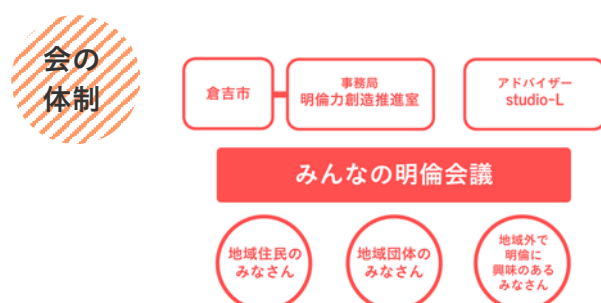 会の
体制
倉吉市
事務局
明倫力創造推進室
アドバイザー
studio-L
みんなの明倫会議
地域住民の
みなさん
地域団体の
みなさん
地域外で
明倫に
興味のある
みなさん